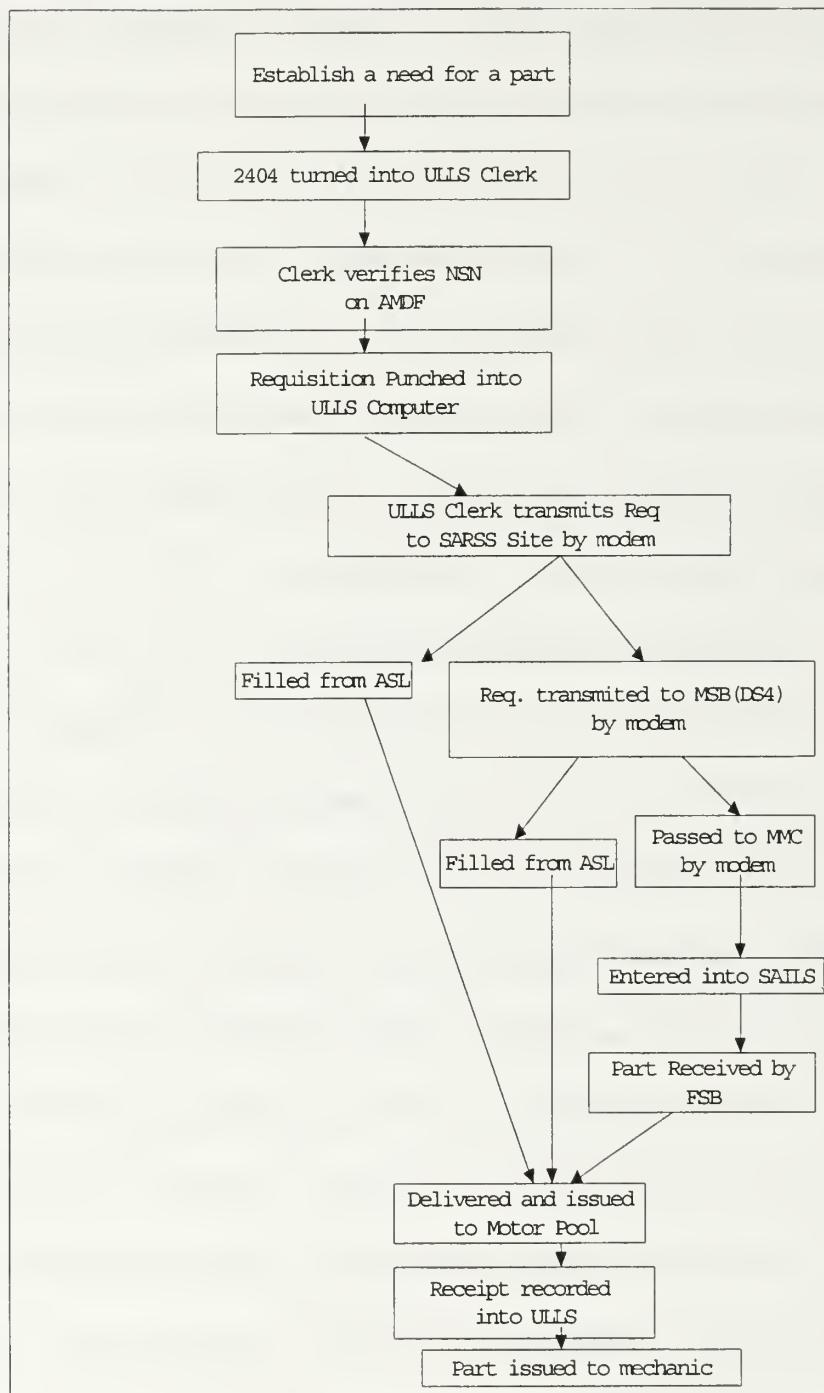 Establish a need for a part
2404 turned into ULLS Clerk
Clerk verifies NSN
on AMDF
Requisition Punched into
ULLS Computer
ULLS Clerk transmits Req
to SARSS Site by modem
Filled from ASL
Req. transmited to MSB(DS4)
by modem
Filled from ASL
Passed to MMC
by modem
Entered into SAILS
Part Received by
FSB
Delivered and issued
to Motor Pool
Receipt recorded
into ULLS
Part issued to mechanic